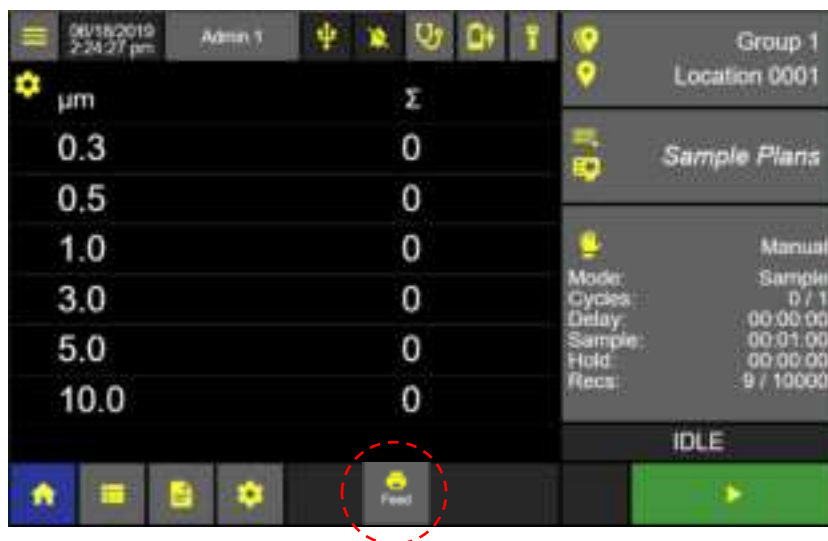 06/18/2019
2:24:27 pm
Admin 1
Group 1
Location 0001
Sample Plans
µm Σ
0.3 0
0.5 0
1.0 0
3.0 0
5.0 0
10.0 0
Manual
Mode: Sample
Cycles: 0 / 1
Delay: 00:00:00
Sample: 00:01:00
Hold: 00:00:00
Recs: 9 / 10000
IDLE
Feed